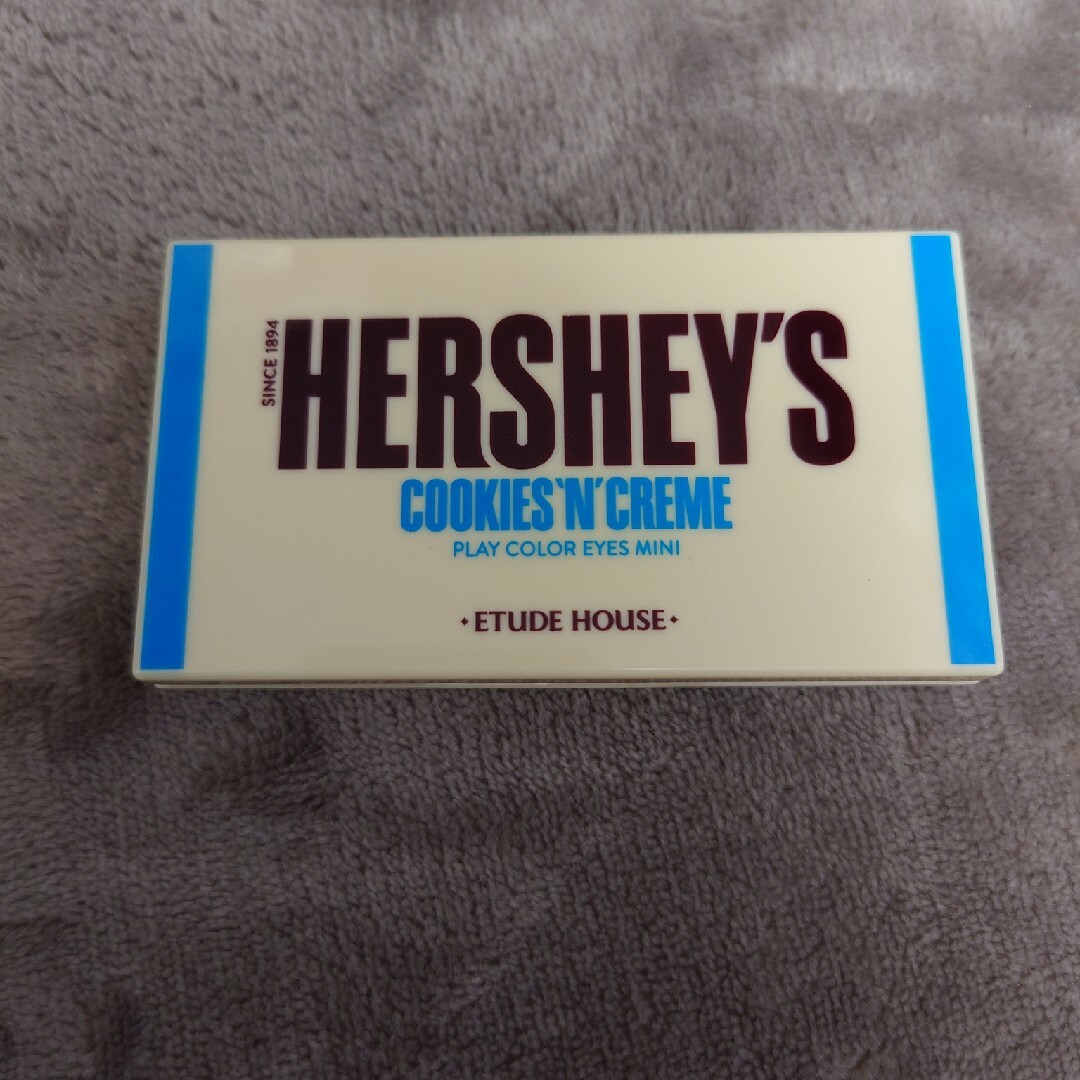 SINCE 1894
HERSHEY'S
COOKIES'N'CREME
PLAY COLOR EYES MINI
·ETUDE HOUSE·